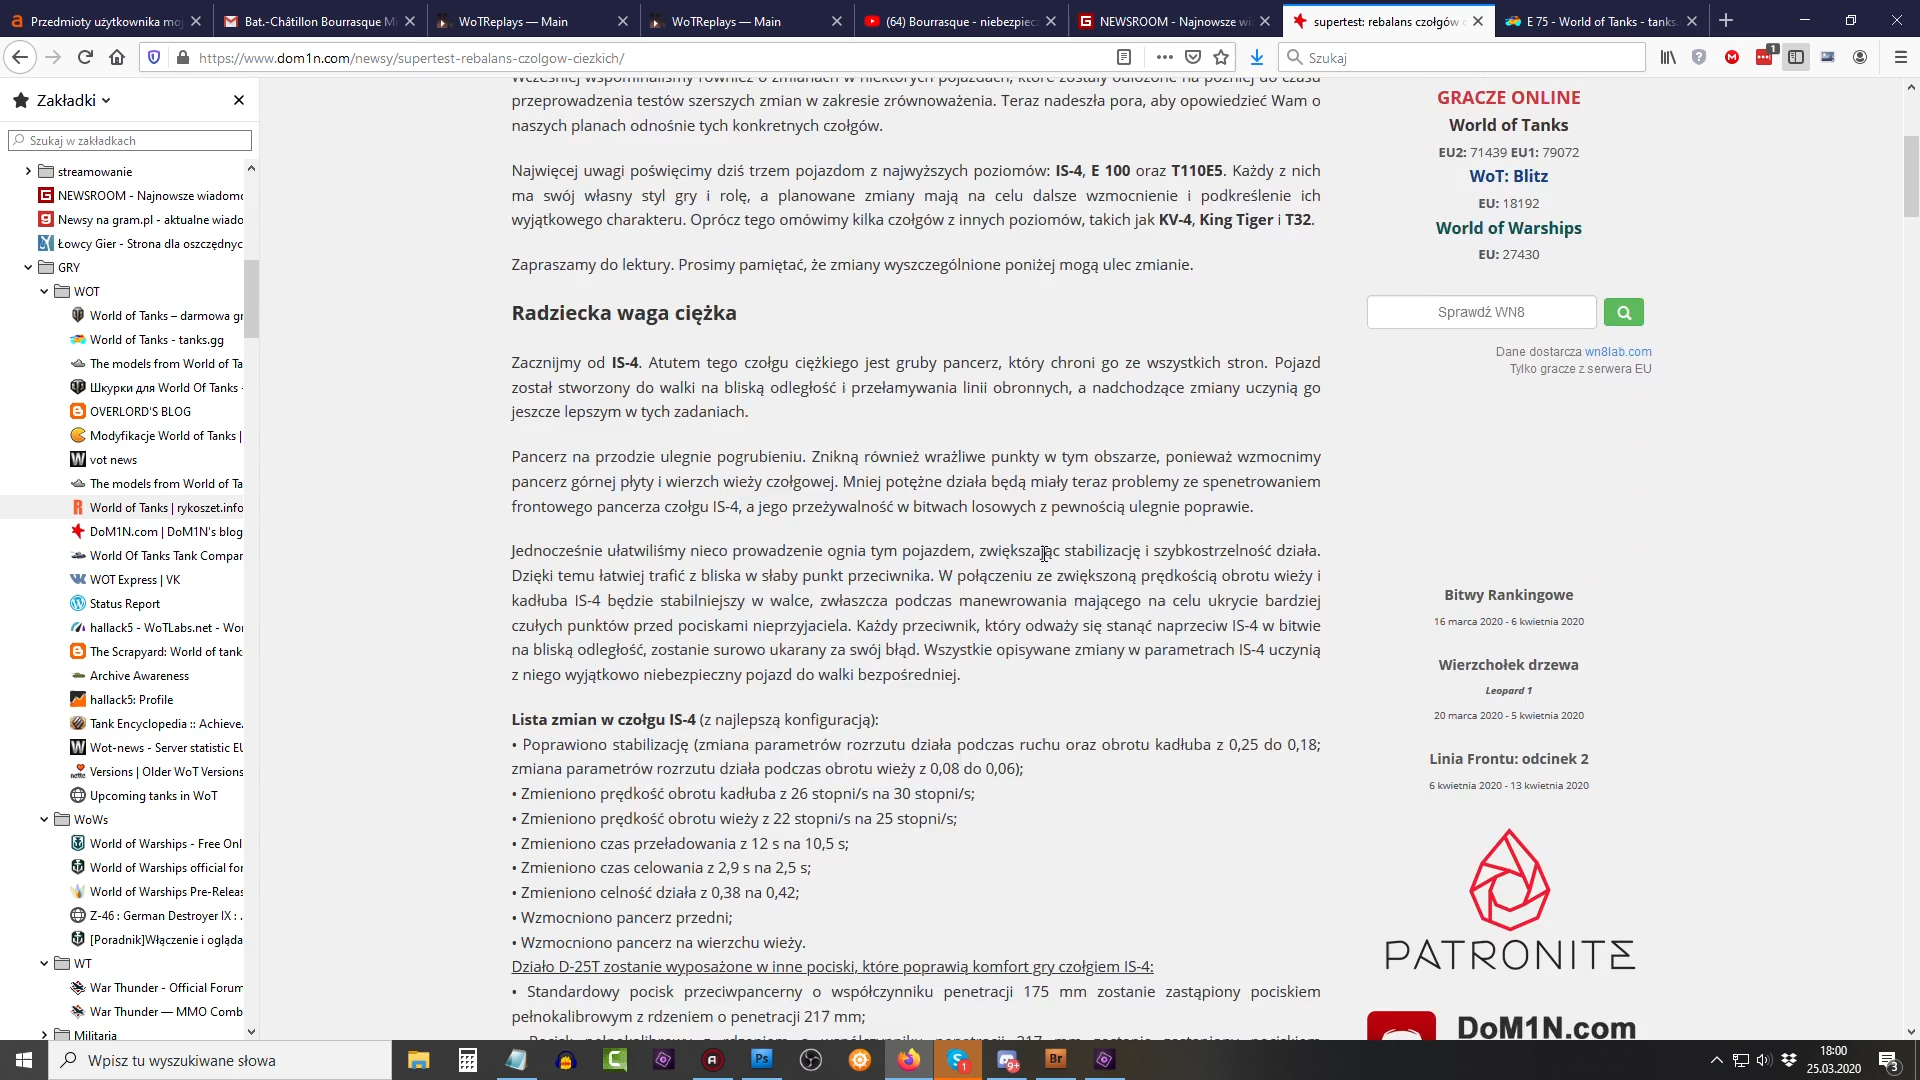 Przedmioty użytkownika mo
Bat.-Châtillon Bourrasque M
WoTReplays — Main
WoTReplays — Main
(64) Bourrasque - niebezpiec
NEWSROOM - Najnowsze wi
supertest: rebalans czołgów c
E 75 - World of Tanks - tanks.
https://www.dom1n.com/newsy/supertest-rebalans-czolgow-ciezkich/
Szukaj
1
Zakładki
Szukaj w zakładkach
streamowanie
NEWSROOM - Najnowsze wiadomo
Newsy na gram.pl - aktualne wiado
Łowcy Gier - Strona dla oszczędnyc
GRY
WOT
World of Tanks – darmowa gr
World of Tanks - tanks.gg
The models from World of Ta
Шкурки для World Of Tanks -
OVERLORD'S BLOG
Modyfikacje World of Tanks |
vot news
The models from World of Ta
World of Tanks | rykoszet.info
DoM1N.com | DoM1N's blog
World Of Tanks Tank Compar
WOT Express | VK
Status Report
hallack5 - WoTLabs.net - Wor
The Scrapyard: World of tank
Archive Awareness
hallack5: Profile
Tank Encyclopedia :: Achieve.
Wot-news - Server statistic EU
Versions | Older WoT Versions
Upcoming tanks in WoT
WoWs
World of Warships - Free Onl
World of Warships official for
World of Warships Pre-Releas
Z-46 : German Destroyer IX : .
[Poradnik]Włączenie i ogląda
WT
War Thunder - Official Forum
War Thunder — MMO Comb
Militaria
Wcześniej wspominaliśmy również o zmianach w niektórych pojazdach, które zostały odłożone na później do czasu
przeprowadzenia testów szerszych zmian w zakresie zrównoważenia. Teraz nadeszła pora, aby opowiedzieć Wam o
naszych planach odnośnie tych konkretnych czołgów.
Najwięcej uwagi poświęcimy dziś trzem pojazdom z najwyższych poziomów: IS-4, E 100 oraz T110E5. Każdy z nich
ma swój własny styl gry i rolę, a planowane zmiany mają na celu dalsze wzmocnienie i podkreślenie ich
wyjątkowego charakteru. Oprócz tego omówimy kilka czołgów z innych poziomów, takich jak KV-4, King Tiger i T32.
Zapraszamy do lektury. Prosimy pamiętać, że zmiany wyszczególnione poniżej mogą ulec zmianie.
Radziecka waga ciężka
Zacznijmy od IS-4. Atutem tego czołgu ciężkiego jest gruby pancerz, który chroni go ze wszystkich stron. Pojazd
został stworzony do walki na bliską odległość i przełamywania linii obronnych, a nadchodzące zmiany uczynią go
jeszcze lepszym w tych zadaniach.
Pancerz na przodzie ulegnie pogrubieniu. Znikną również wrażliwe punkty w tym obszarze, ponieważ wzmocnimy
pancerz górnej płyty i wierzch wieży czołgowej. Mniej potężne działa będą miały teraz problemy ze spenetrowaniem
frontowego pancerza czołgu IS-4, a jego przeżywalność w bitwach losowych z pewnością ulegnie poprawie.
Jednocześnie ułatwiliśmy nieco prowadzenie ognia tym pojazdem, zwiększając stabilizację i szybkostrzelność działa.
Dzięki temu łatwiej trafić z bliska w słaby punkt przeciwnika. W połączeniu ze zwiększoną prędkością obrotu wieży i
kadłuba IS-4 będzie stabilniejszy w walce, zwłaszcza podczas manewrowania mającego na celu ukrycie bardziej
czułych punktów przed pociskami nieprzyjaciela. Każdy przeciwnik, który odważy się stanąć naprzeciw IS-4 w bitwie
na bliską odległość, zostanie surowo ukarany za swój błąd. Wszystkie opisywane zmiany w parametrach IS-4 uczynią
z niego wyjątkowo niebezpieczny pojazd do walki bezpośredniej.
Lista zmian w czołgu IS-4 (z najlepszą konfiguracją):
• Poprawiono stabilizację (zmiana parametrów rozrzutu działa podczas ruchu oraz obrotu kadłuba z 0,25 do 0,18;
zmiana parametrów rozrzutu działa podczas obrotu wieży z 0,08 do 0,06);
• Zmieniono prędkość obrotu kadłuba z 26 stopni/s na 30 stopni/s;
• Zmieniono prędkość obrotu wieży z 22 stopni/s na 25 stopni/s;
• Zmieniono czas przeładowania z 12 s na 10,5 s;
• Zmieniono czas celowania z 2,9 s na 2,5 s;
• Zmieniono celność działa z 0,38 na 0,42;
• Wzmocniono pancerz przedni;
• Wzmocniono pancerz na wierzchu wieży.
Działo D-25T zostanie wyposażone w inne pociski, które poprawią komfort gry czołgiem IS-4:
• Standardowy pocisk przeciwpancerny o współczynniku penetracji 175 mm zostanie zastąpiony pociskiem
pełnokalibrowym z rdzeniem o penetracji 217 mm;
GRACZE ONLINE
World of Tanks
EU2: 71439 EU1: 79072
WoT: Blitz
EU: 18192
World of Warships
EU: 27430
Sprawdź WN8
Dane dostarcza wn8lab.com
Tylko gracze z serwera EU
Bitwy Rankingowe
16 marca 2020 - 6 kwietnia 2020
Wierzchołek drzewa
Leopard 1
20 marca 2020 - 5 kwietnia 2020
Linia Frontu: odcinek 2
6 kwietnia 2020 - 13 kwietnia 2020
PATRONITE
DoM1N.com
Wpisz tu wyszukiwane słowa
Ps
1
9+
Br
18:00
25.03.2020
3